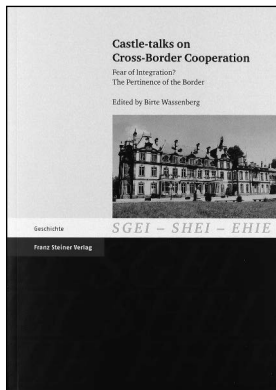 Castle-talks on
Cross-Border Cooperation
Fear of Integration?
The Pertinence of the Border
Edited by Birte Wassenberg
Geschichte
SGEI – SHEI – EHIE
Franz Steiner Verlag